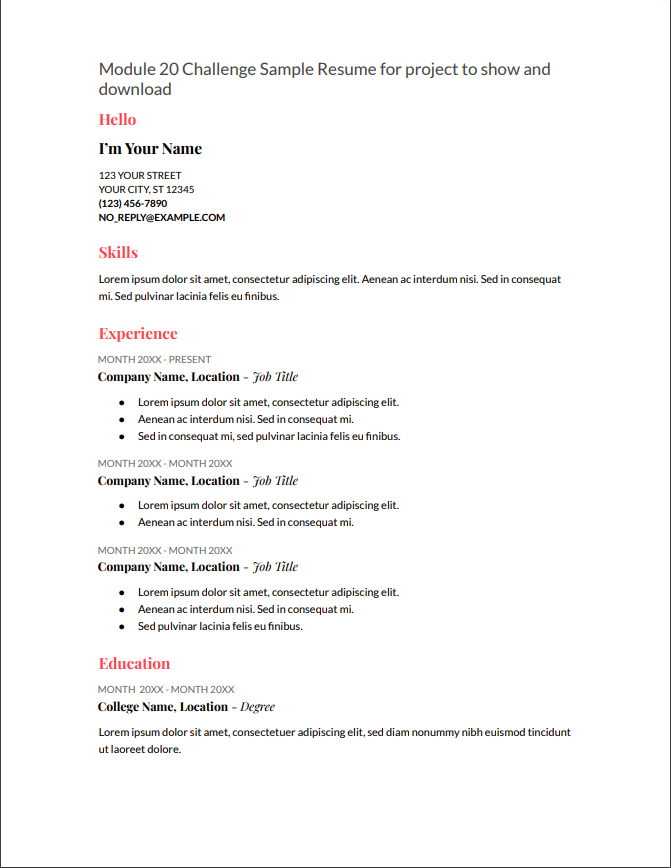 Module 20 Challenge Sample Resume for project to show and
download
Hello
I'm Your Name
123 YOUR STREET
YOUR CITY, ST 12345
(123) 456-7890
NO_REPLY@EXAMPLE.COM
Skills
Lorem ipsum dolor sit amet, consectetur adipiscing elit. Aenean ac interdum nisi. Sed in consequat
mi. Sed pulvinar lacinia felis eu finibus.
Experience
MONTH 20XX - PRESENT
Company Name, Location - Job Title
● Lorem ipsum dolor sit amet, consectetur adipiscing elit.
● Aenean ac interdum nisi. Sed in consequat mi.
● Sed in consequat mi, sed pulvinar lacinia felis eu finibus.
MONTH 20XX - MONTH 20XX
Company Name, Location - Job Title
● Lorem ipsum dolor sit amet, consectetur adipiscing elit.
● Aenean ac interdum nisi. Sed in consequat mi.
MONTH 20XX - MONTH 20XX
Company Name, Location - Job Title
● Lorem ipsum dolor sit amet, consectetur adipiscing elit.
● Aenean ac interdum nisi. Sed in consequat mi.
● Sed pulvinar lacinia felis eu finibus.
Education
MONTH 20XX - MONTH 20XX
College Name, Location - Degree
Lorem ipsum dolor sit amet, consectetuer adipiscing elit, sed diam nonummy nibh euismod tincidunt
ut laoreet dolore.